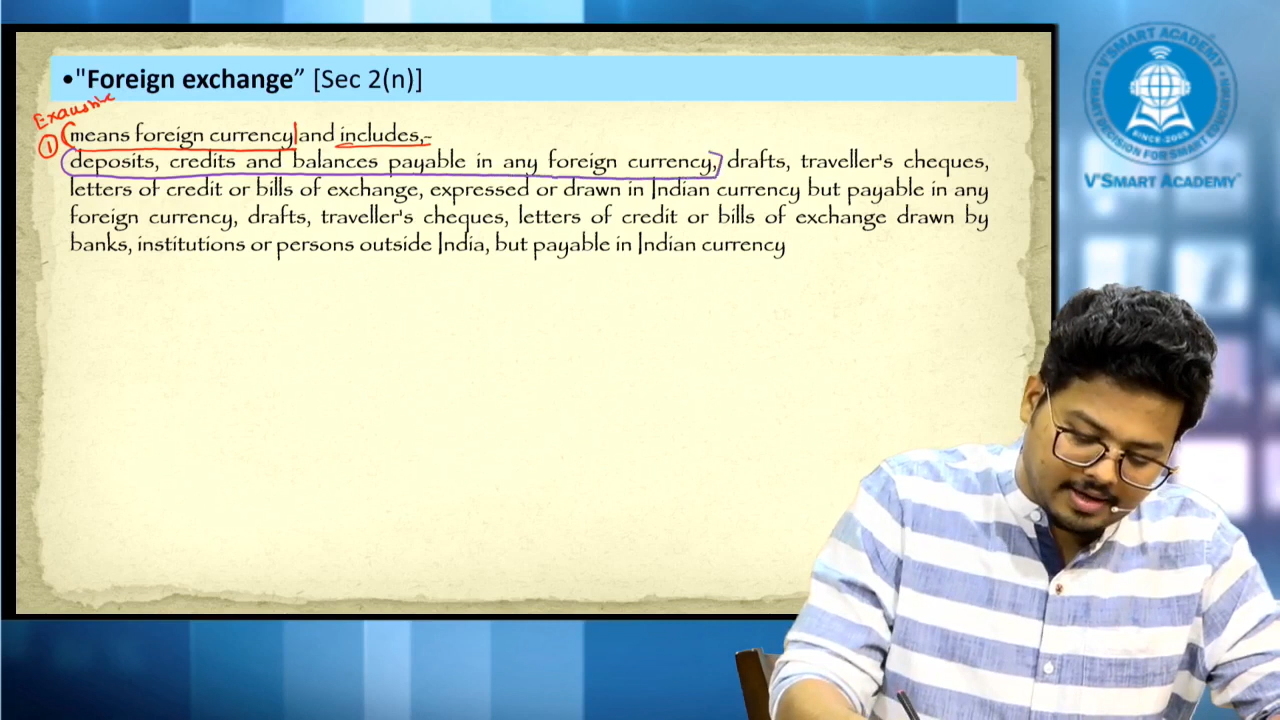 •"Foreign exchange” [Sec 2(n)]
Exaustive
① means foreign currency and includes,-
deposits, credits and balances payable in any foreign currency, drafts, traveller's cheques,
letters of credit or bills of exchange, expressed or drawn in Indian currency but payable in any
foreign currency, drafts, traveller's cheques, letters of credit or bills of exchange drawn by
banks, institutions or persons outside India, but payable in Indian currency
V'SMART ACADEMY
SINCE-2005
V'SMART ACADEMY